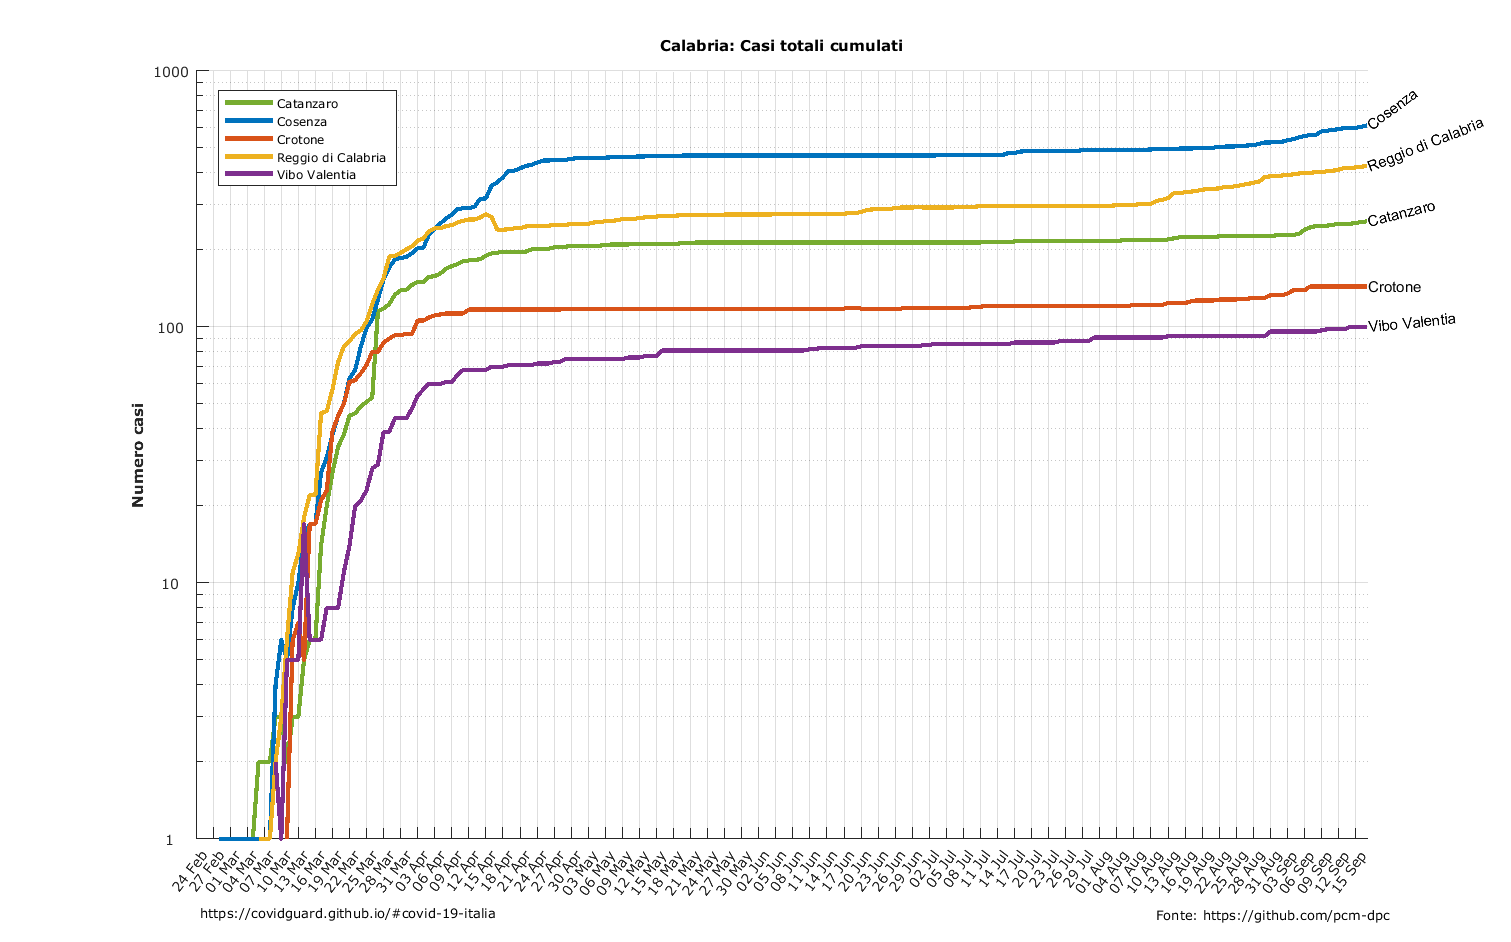 Calabria: Casi totali cumulati
1000
100
10
1
Numero casi
Catanzaro
Cosenza
Crotone
Reggio di Calabria
Vibo Valentia
Cosenza
Reggio di Calabria
Catanzaro
Crotone
Vibo Valentia
24 Feb
27 Feb
01 Mar
04 Mar
07 Mar
10 Mar
13 Mar
16 Mar
19 Mar
22 Mar
25 Mar
28 Mar
31 Mar
03 Apr
06 Apr
09 Apr
12 Apr
15 Apr
18 Apr
21 Apr
24 Apr
27 Apr
30 Apr
03 May
06 May
09 May
12 May
15 May
18 May
21 May
24 May
27 May
30 May
02 Jun
05 Jun
08 Jun
11 Jun
14 Jun
17 Jun
20 Jun
23 Jun
26 Jun
29 Jun
02 Jul
05 Jul
08 Jul
11 Jul
14 Jul
17 Jul
20 Jul
23 Jul
26 Jul
29 Jul
01 Aug
04 Aug
07 Aug
10 Aug
13 Aug
16 Aug
19 Aug
22 Aug
25 Aug
28 Aug
31 Aug
03 Sep
06 Sep
09 Sep
12 Sep
15 Sep
https://covidguard.github.io/#covid-19-italia
Fonte: https://github.com/pcm-dpc